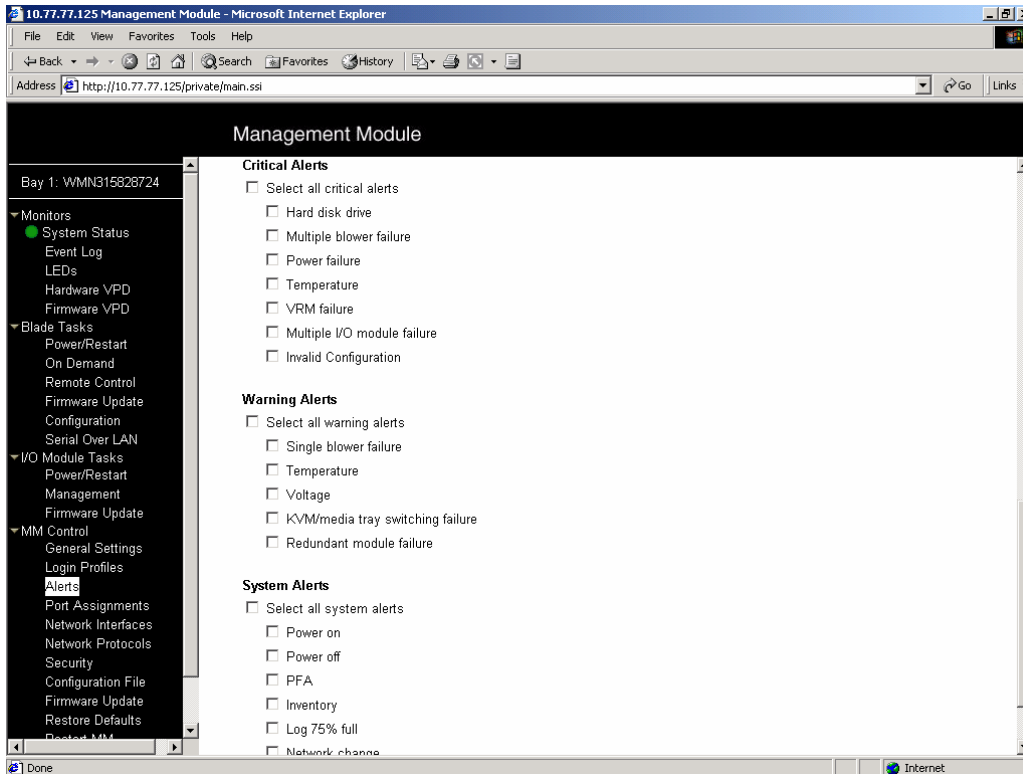 10.77.77.125 Management Module - Microsoft Internet Explorer
File Edit View Favorites Tools Help
Back Search Favorites History
Address http://10.77.77.125/private/main.ssi Go Links
Management Module
Bay 1: WMN315828724
Monitors
System Status
Event Log
LEDs
Hardware VPD
Firmware VPD
Blade Tasks
Power/Restart
On Demand
Remote Control
Firmware Update
Configuration
Serial Over LAN
I/O Module Tasks
Power/Restart
Management
Firmware Update
MM Control
General Settings
Login Profiles
Alerts
Port Assignments
Network Interfaces
Network Protocols
Security
Configuration File
Firmware Update
Restore Defaults
Restart MM
Critical Alerts
Select all critical alerts
Hard disk drive
Multiple blower failure
Power failure
Temperature
VRM failure
Multiple I/O module failure
Invalid Configuration
Warning Alerts
Select all warning alerts
Single blower failure
Temperature
Voltage
KVM/media tray switching failure
Redundant module failure
System Alerts
Select all system alerts
Power on
Power off
PFA
Inventory
Log 75% full
Network change
Done Internet